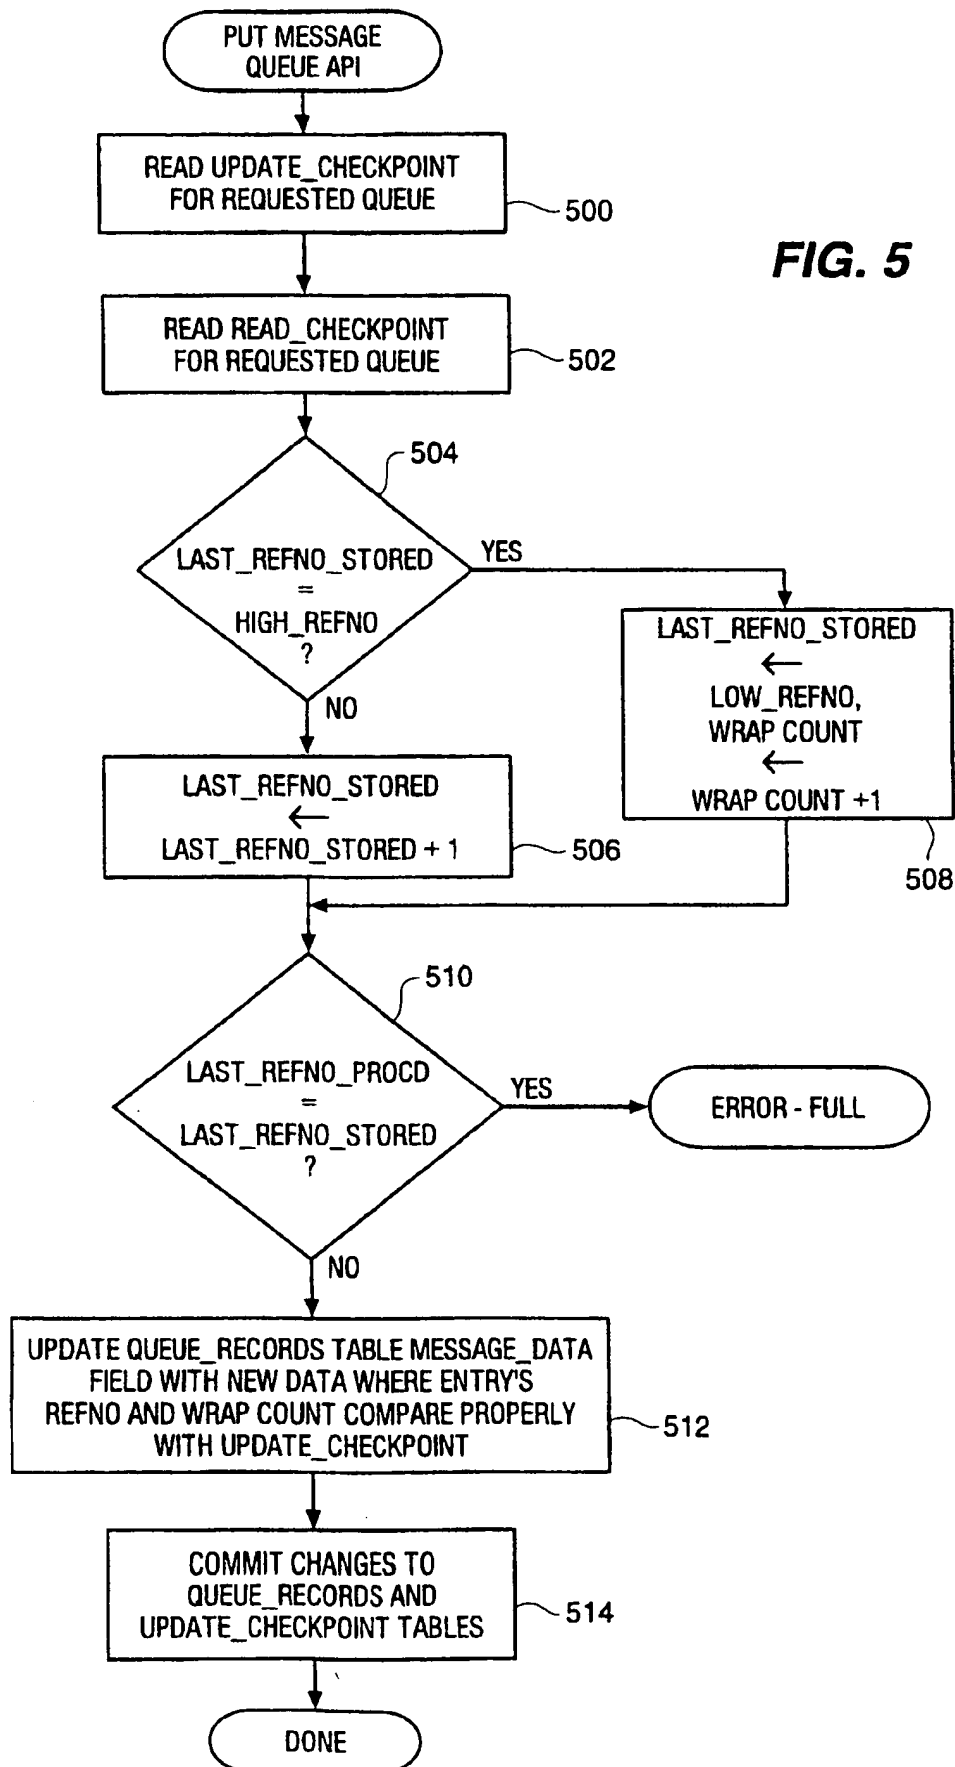 PUT MESSAGE
QUEUE API
READ UPDATE_CHECKPOINT
FOR REQUESTED QUEUE
500
FIG. 5
READ READ_CHECKPOINT
FOR REQUESTED QUEUE
502
504
LAST_REFNO_STORED
=
HIGH_REFNO
?
YES
NO
LAST_REFNO_STORED
←
LOW_REFNO,
WRAP COUNT
←
WRAP COUNT +1
508
LAST_REFNO_STORED
←
LAST_REFNO_STORED + 1
506
510
LAST_REFNO_PROCD
=
LAST_REFNO_STORED
?
YES
ERROR - FULL
NO
UPDATE QUEUE_RECORDS TABLE MESSAGE_DATA
FIELD WITH NEW DATA WHERE ENTRY'S
REFNO AND WRAP COUNT COMPARE PROPERLY
WITH UPDATE_CHECKPOINT
512
COMMIT CHANGES TO
QUEUE_RECORDS AND
UPDATE_CHECKPOINT TABLES
514
DONE